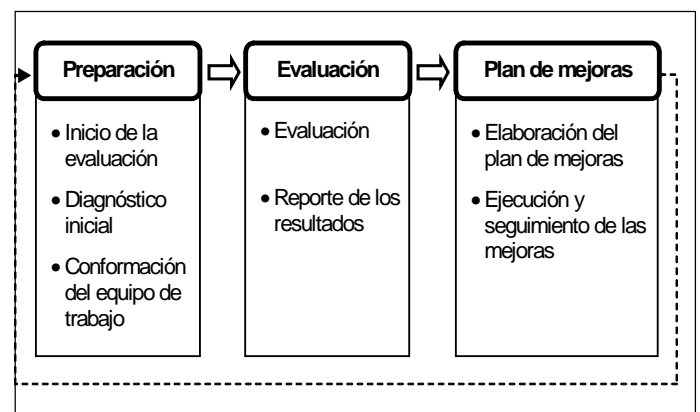 Preparación
• Inicio de la
evaluación
• Diagnóstico
inicial
• Conformación
del equipo de
trabajo
Evaluación
• Evaluación
• Reporte de los
resultados
Plan de mejoras
• Elaboración del
plan de mejoras
• Ejecución y
seguimiento de las
mejoras